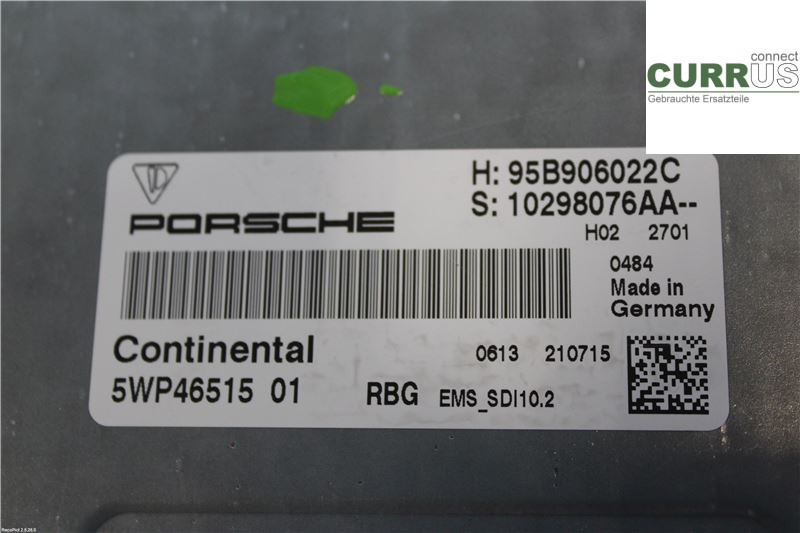 connect
CURRUS
Gebrauchte Ersatzteile
PORSCHE
H: 95B906022C
S: 10298076AA--
H02 2701
0484
Made in
Germany
Continental
0613 210715
5WP46515 01
RBG EMS_SDI10.2